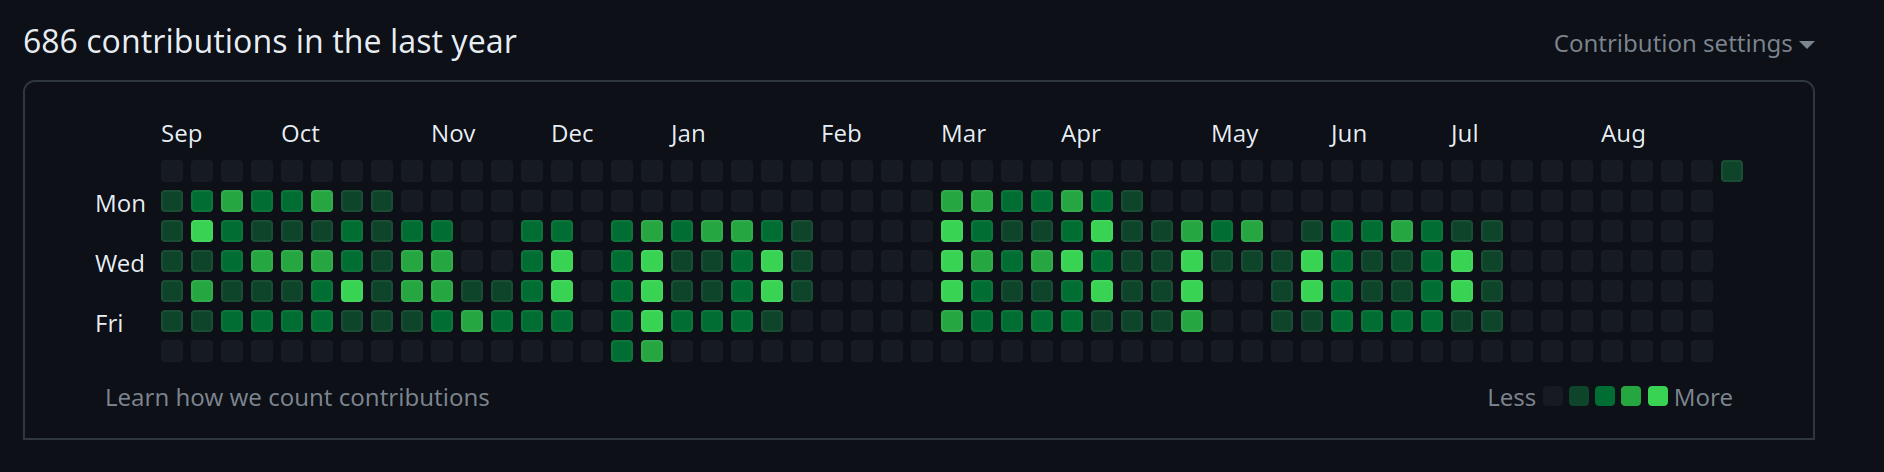 686 contributions in the last year
Contribution settings
Sep Oct Nov Dec Jan Feb Mar Apr May Jun Jul Aug
Mon
Wed
Fri
Learn how we count contributions
Less More